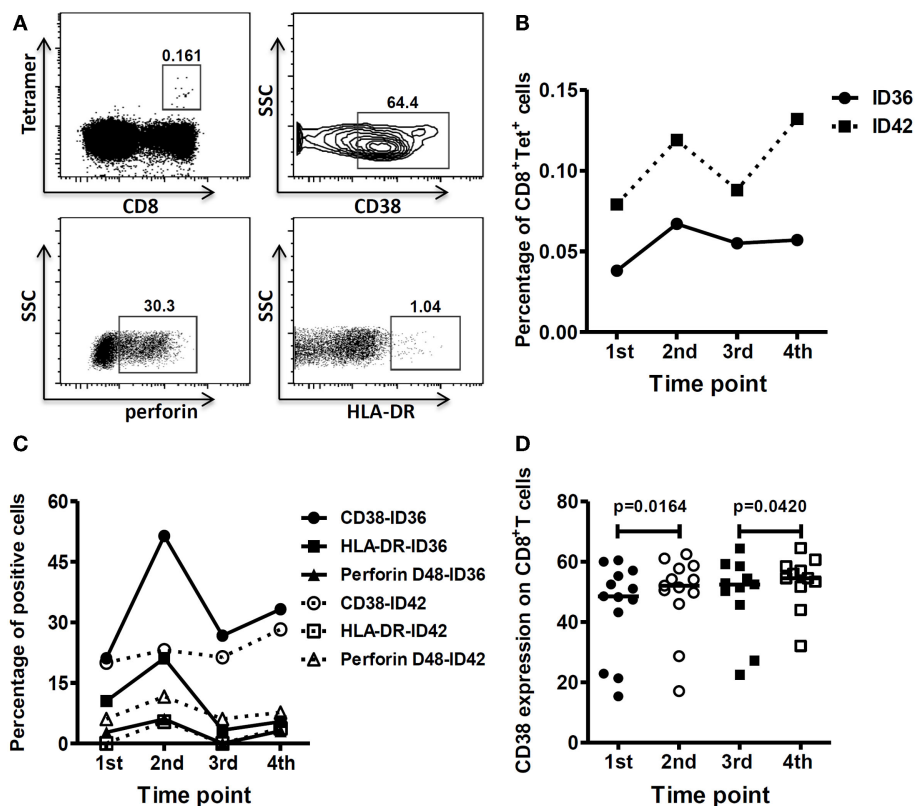 A
Tetramer
0.161
CD8
SSC
64.4
CD38
SSC
30.3
perforin
SSC
1.04
HLA-DR
B
Percentage of CD8⁺Tet⁺ cells
0.15
0.10
0.05
0.00
1st 2nd 3rd 4th
Time point
ID36
ID42
C
Percentage of positive cells
60
45
30
15
0
1st 2nd 3rd 4th
Time point
CD38-ID36
HLA-DR-ID36
Perforin D48-ID36
CD38-ID42
HLA-DR-ID42
Perforin D48-ID42
D
CD38 expression on CD8⁺T cells
80
60
40
20
0
p=0.0164 p=0.0420
1st 2nd 3rd 4th
Time point